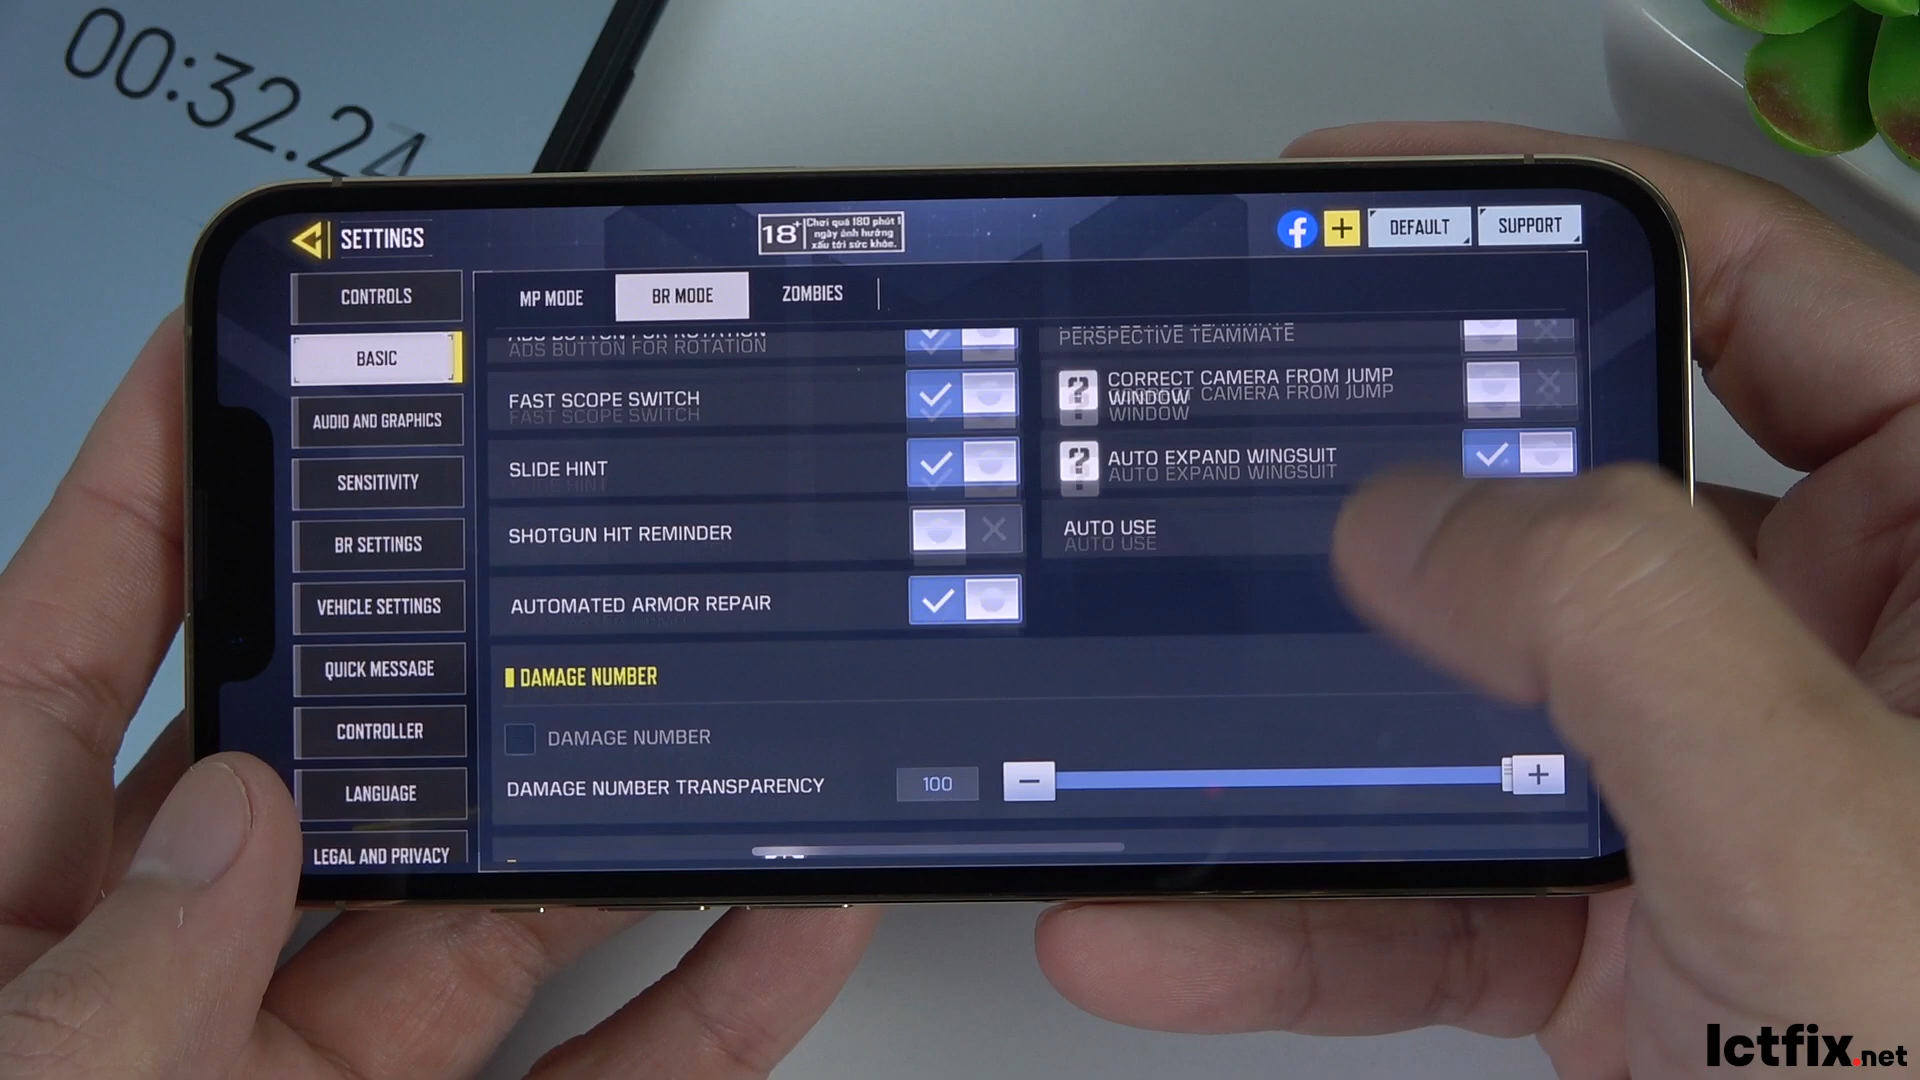 00:32.24
SETTINGS
18+
Chơi quá 180 phút 1
ngày ảnh hưởng
xấu tới sức khỏe.
DEFAULT
SUPPORT
CONTROLS
BASIC
AUDIO AND GRAPHICS
SENSITIVITY
BR SETTINGS
VEHICLE SETTINGS
QUICK MESSAGE
CONTROLLER
LANGUAGE
LEGAL AND PRIVACY
MP MODE
BR MODE
ZOMBIES
ADS BUTTON FOR ROTATION
PERSPECTIVE TEAMMATE
FAST SCOPE SWITCH
CORRECT CAMERA FROM JUMP
WINDOW
SLIDE HINT
AUTO EXPAND WINGSUIT
SHOTGUN HIT REMINDER
AUTO USE
AUTOMATED ARMOR REPAIR
DAMAGE NUMBER
DAMAGE NUMBER
DAMAGE NUMBER TRANSPARENCY
100
Ictfix.net